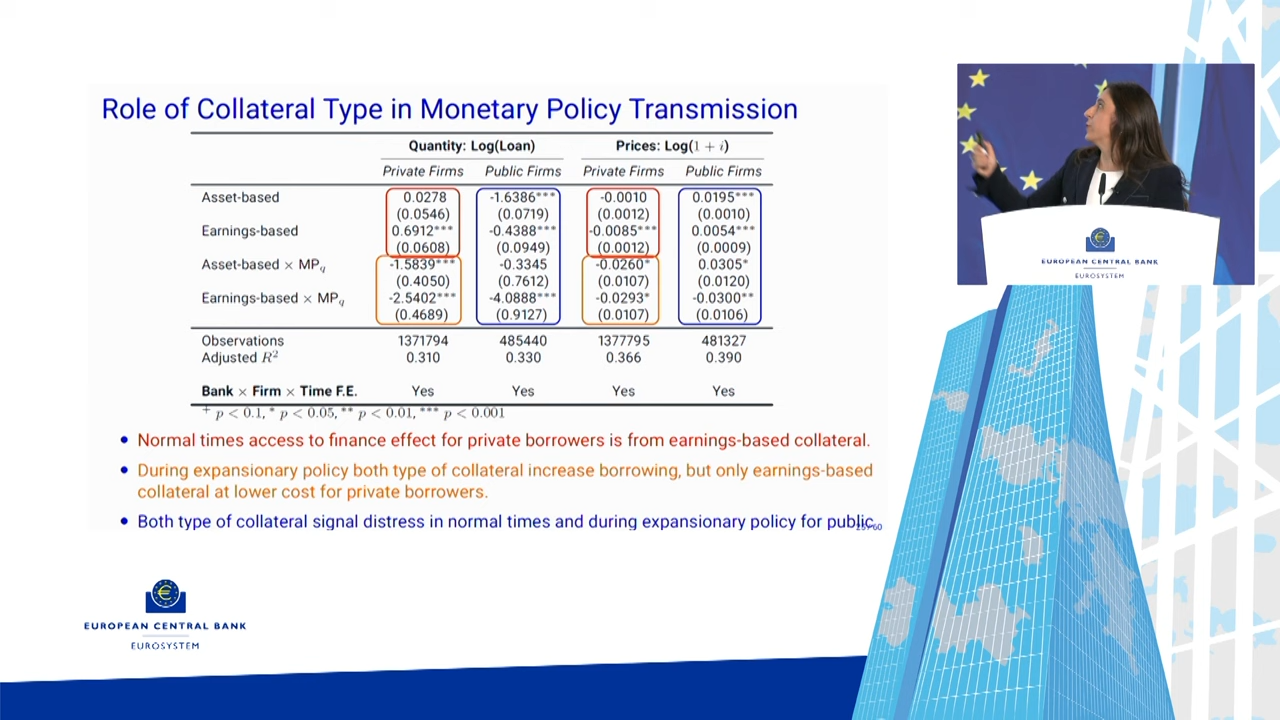 Role of Collateral Type in Monetary Policy Transmission
Quantity: Log(Loan) Prices: Log(1 + i)
Private Firms Public Firms Private Firms Public Firms
Asset-based 0.0278 -1.6386*** -0.0010 0.0195***
(0.0546) (0.0719) (0.0012) (0.0010)
Earnings-based 0.6912*** -0.4388*** -0.0085*** 0.0054***
(0.0608) (0.0949) (0.0012) (0.0009)
Asset-based × MPq -1.5839*** -0.3345 -0.0260* 0.0305*
(0.4050) (0.7612) (0.0107) (0.0120)
Earnings-based × MPq -2.5402*** -4.0888*** -0.0293* -0.0300**
(0.4689) (0.9127) (0.0107) (0.0106)
Observations 1371794 485440 1377795 481327
Adjusted R² 0.310 0.330 0.366 0.390
Bank × Firm × Time F.E. Yes Yes Yes Yes
+ p < 0.1, * p < 0.05, ** p < 0.01, *** p < 0.001
• Normal times access to finance effect for private borrowers is from earnings-based collateral.
• During expansionary policy both type of collateral increase borrowing, but only earnings-based
collateral at lower cost for private borrowers.
• Both type of collateral signal distress in normal times and during expansionary policy for public
EUROPEAN CENTRAL BANK
EUROSYSTEM
EUROPEAN CENTRAL BANK
EUROSYSTEM